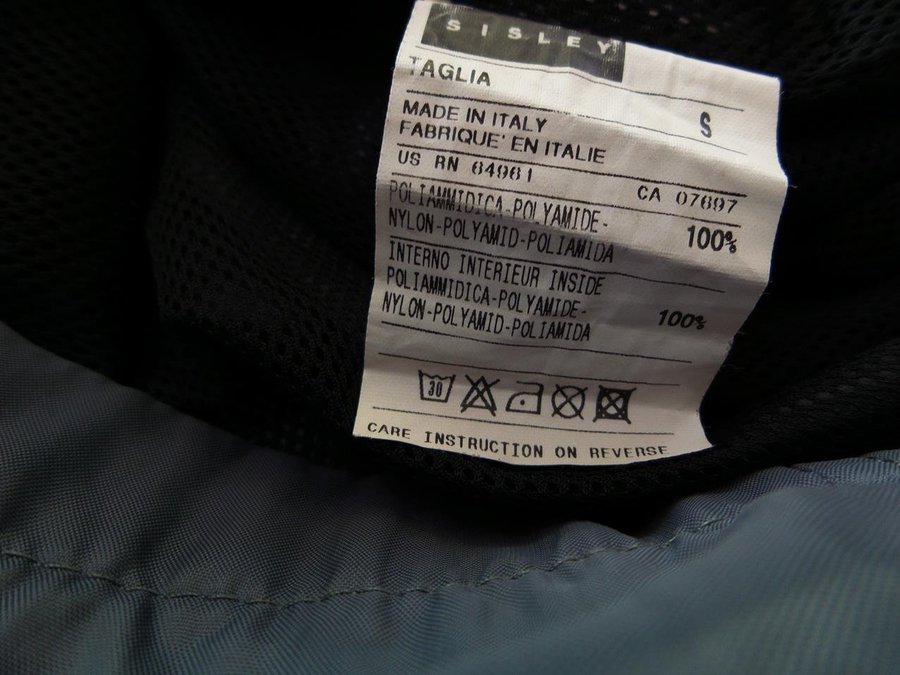 SISLEY
TAGLIA S
MADE IN ITALY
FABRIQUE' EN ITALIE
US RN 64961 CA 07697
POLIAMMIDICA-POLYAMIDE-
NYLON-POLYAMID-POLIAMIDA 100%
INTERNO INTERIEUR INSIDE
POLIAMMIDICA-POLYAMIDE-
NYLON-POLYAMID-POLIAMIDA 100%
30
CARE INSTRUCTION ON REVERSE